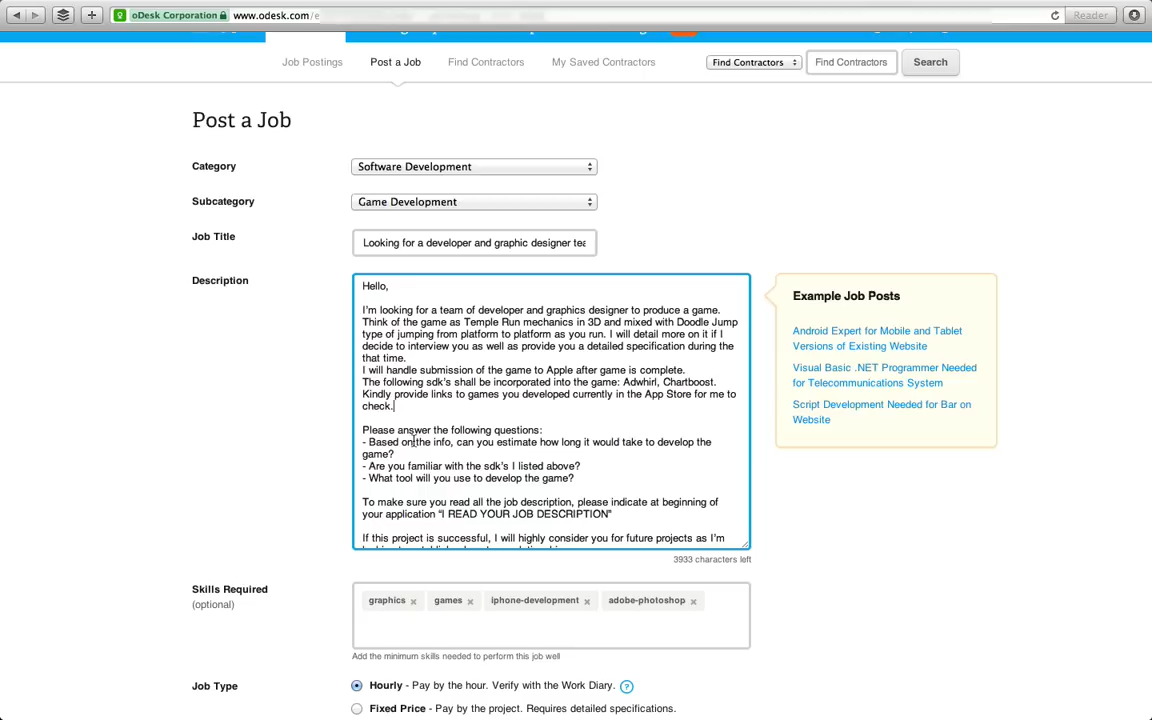 oDesk Corporation
www.odesk.com/e
Reader
Job Postings
Post a Job
Find Contractors
My Saved Contractors
Find Contractors
Find Contractors
Search
Post a Job
Category
Software Development
Subcategory
Game Development
Job Title
Looking for a developer and graphic designer tea
Description
Hello,
I'm looking for a team of developer and graphics designer to produce a game.
Think of the game as Temple Run mechanics in 3D and mixed with Doodle Jump
type of jumping from platform to platform as you run. I will detail more on it if I
decide to interview you as well as provide you a detailed specification during the
that time.
I will handle submission of the game to Apple after game is complete.
The following sdk's shall be incorporated into the game: Adwhirl, Chartboost.
Kindly provide links to games you developed currently in the App Store for me to
check.
Please answer the following questions:
- Based on the info, can you estimate how long it would take to develop the
game?
- Are you familiar with the sdk's I listed above?
- What tool will you use to develop the game?
To make sure you read all the job description, please indicate at beginning of
your application "I READ YOUR JOB DESCRIPTION"
If this project is successful, I will highly consider you for future projects as I'm
3933 characters left
Example Job Posts
Android Expert for Mobile and Tablet
Versions of Existing Website
Visual Basic .NET Programmer Needed
for Telecommunications System
Script Development Needed for Bar on
Website
Skills Required
(optional)
graphics
games
iphone-development
adobe-photoshop
Add the minimum skills needed to perform this job well
Job Type
Hourly - Pay by the hour. Verify with the Work Diary. ?
Fixed Price - Pay by the project. Requires detailed specifications.